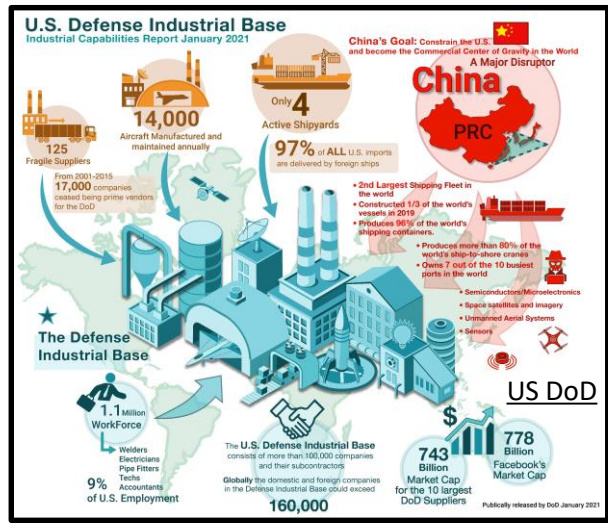 U.S. Defense Industrial Base
Industrial Capabilities Report January 2021
125
Fragile Suppliers
From 2001-2015
17,000 companies
ceased being prime vendors
for the DoD
14,000
Aircraft Manufactured and
maintained annually
Only 4
Active Shipyards
97% of ALL U.S. imports
are delivered by foreign ships
China's Goal: Constrain the U.S.
and become the Commercial Center of Gravity in the World
A Major Disruptor
China
PRC
• 2nd Largest Shipping Fleet in
the world
• Constructed 1/3 of the world's
vessels in 2019
• Produces 96% of the world's
shipping containers.
• Produces more than 80% of the
world's ship-to-shore cranes
• Owns 7 out of the 10 busiest
ports in the world
• Semiconductors/Microelectronics
• Space satellites and imagery
• Unmanned Aerial Systems
• Sensors
The Defense
Industrial Base
1.1 Million
WorkForce
Welders
Electricians
Pipe Fitters
Techs
Accountants
9%
of U.S. Employment
The U.S. Defense Industrial Base
consists of more than 100,000 companies
and their subcontractors
Globally the domestic and foreign companies
in the Defense Industrial Base could exceed
160,000
US DoD
$
743
Billion
Market Cap
for the 10 largest
DoD Suppliers
778
Billion
Facebook's
Market Cap
Publically released by DoD January 2021